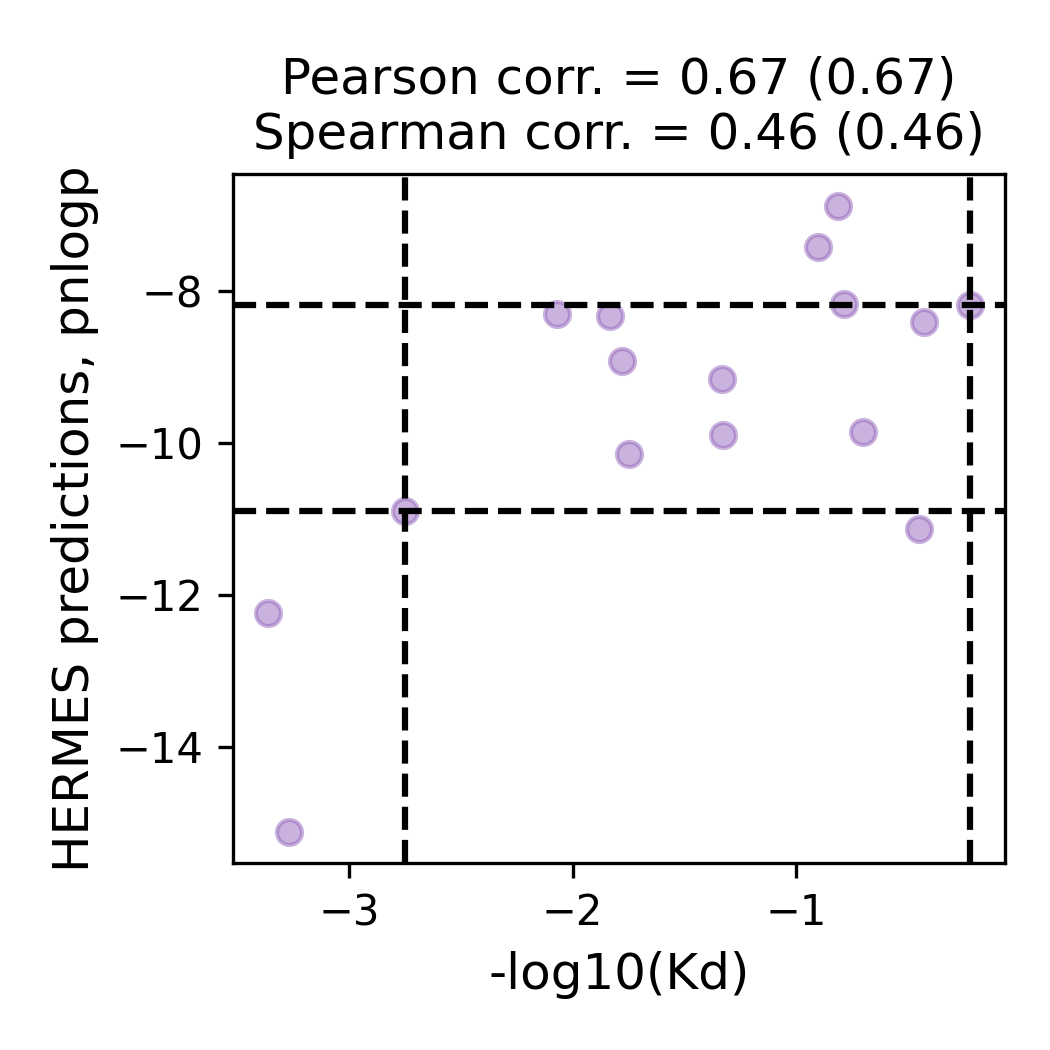 Pearson corr. = 0.67 (0.67)
Spearman corr. = 0.46 (0.46)
HERMES predictions, pnlogp
−8
−10
−12
−14
−3
−2
−1
-log10(Kd)